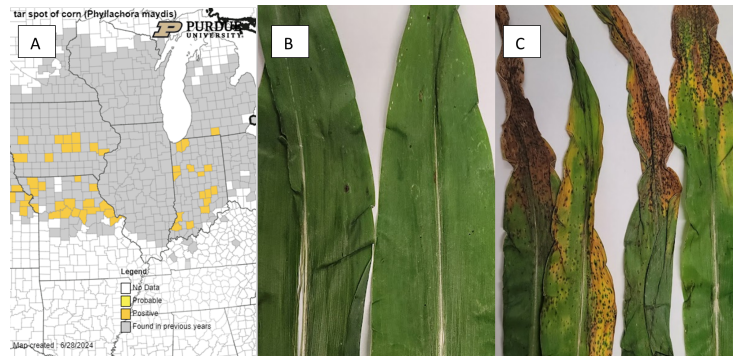 tar spot of corn (Phyllachora maydis)
A
P PURDUE
UNIVERSITY.
B
C
Legend
No Data
Probable
Positive
Found in previous years
Map created : 6/28/2024